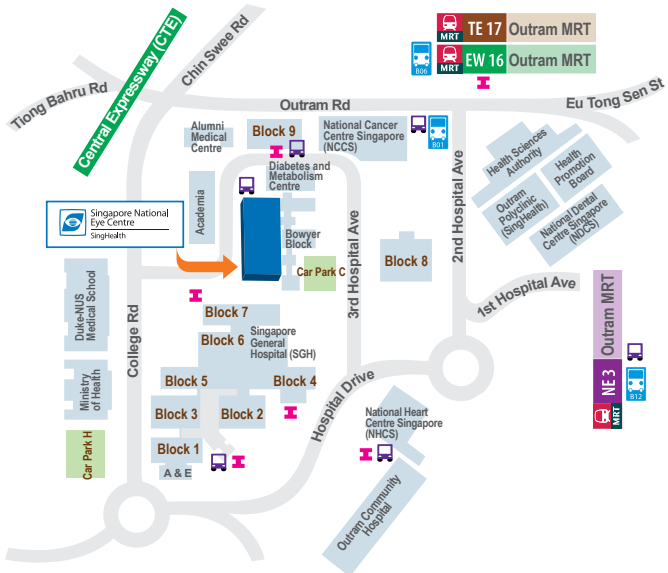 TE 17 Outram MRT
MRT
EW 16 Outram MRT
MRT
B06
Central Expressway (CTE)
Chin Swee Rd
Tiong Bahru Rd
Outram Rd
Eu Tong Sen St
Alumni
Medical
Centre
Block 9
National Cancer
Centre Singapore
(NCCS)
B01
Health Sciences
Authority
Health
Promotion
Board
Outram
Polyclinic
(SingHealth)
National Dental
Centre Singapore
(NDCS)
Diabetes and
Metabolism
Centre
Academia
Singapore National
Eye Centre
SingHealth
Bowyer
Block
Car Park C
3rd Hospital Ave
Block 8
2nd Hospital Ave
1st Hospital Ave
Outram MRT
NE 3
MRT
B12
Duke-NUS
Medical School
College Rd
Block 7
Block 6
Singapore
General
Hospital (SGH)
Block 5
Block 4
Ministry
of Health
Block 3
Block 2
Hospital Drive
National Heart
Centre Singapore
(NHCS)
Car Park H
Block 1
A & E
Outram Community
Hospital